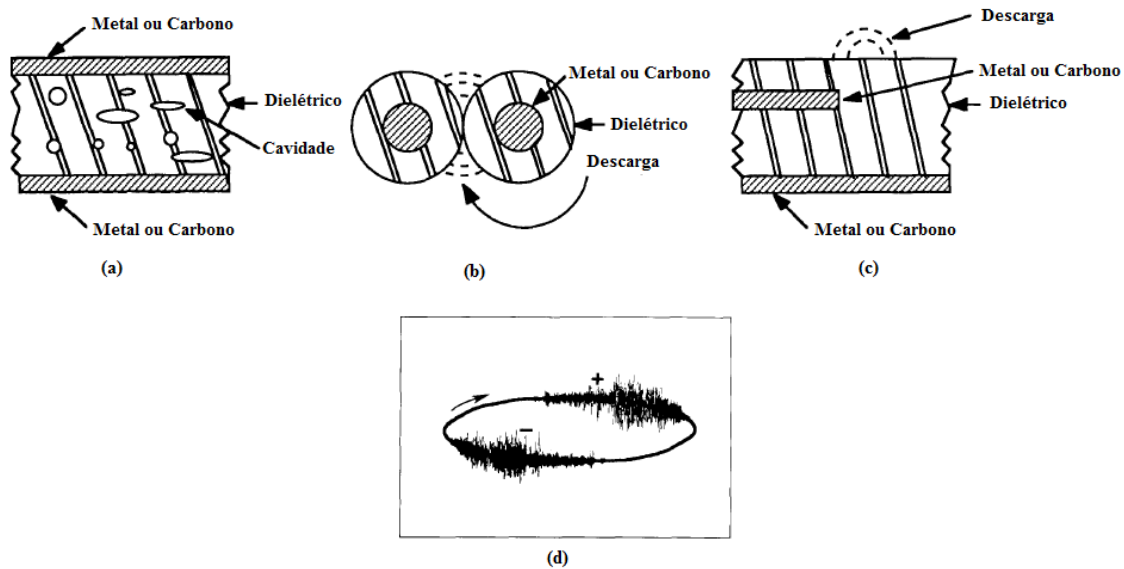 Metal ou Carbono
Dielétrico
Cavidade
Metal ou Carbono
(a)
Metal ou Carbono
Dielétrico
Descarga
(b)
Descarga
Metal ou Carbono
Dielétrico
Metal ou Carbono
(c)
+
−
(d)